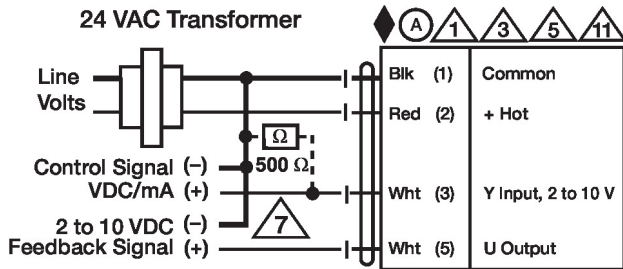 24 VAC Transformer
A 1 3 5 11
Line
Volts
Blk (1) Common
Red (2) + Hot
Ω
500 Ω
Control Signal (−)
VDC/mA (+)
Wht (3) Y Input, 2 to 10 V
7
2 to 10 VDC (−)
Feedback Signal (+)
Wht (5) U Output